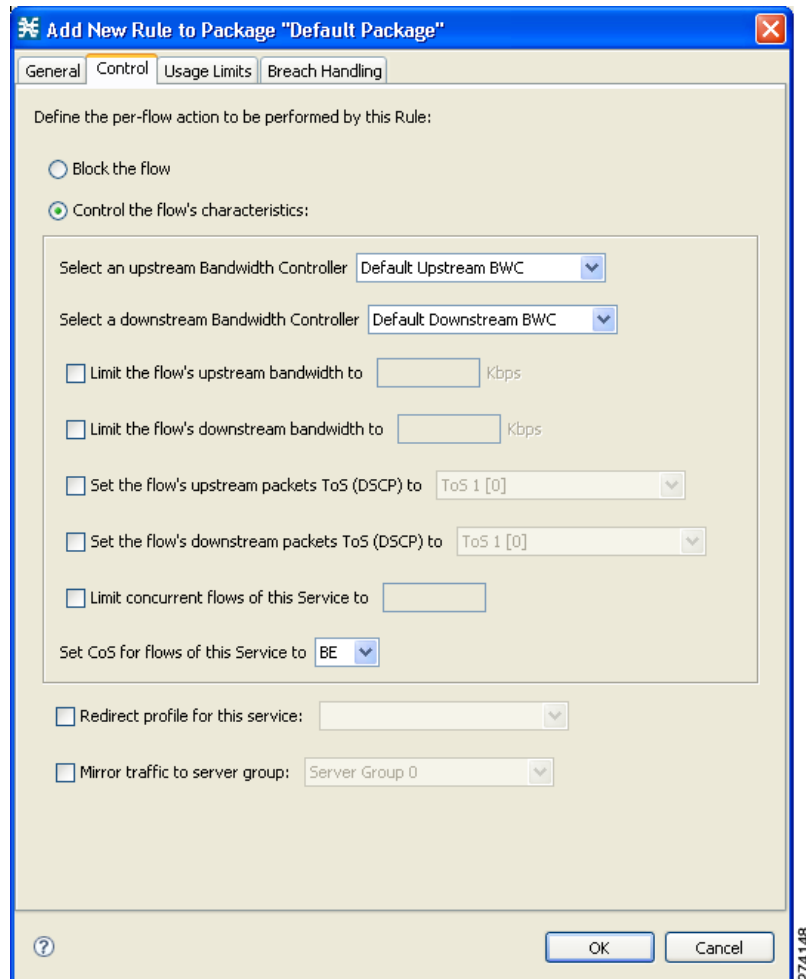 Add New Rule to Package "Default Package"
General Control Usage Limits Breach Handling
Define the per-flow action to be performed by this Rule:
Block the flow
Control the flow's characteristics:
Select an upstream Bandwidth Controller Default Upstream BWC
Select a downstream Bandwidth Controller Default Downstream BWC
Limit the flow's upstream bandwidth to Kbps
Limit the flow's downstream bandwidth to Kbps
Set the flow's upstream packets ToS (DSCP) to ToS 1 [0]
Set the flow's downstream packets ToS (DSCP) to ToS 1 [0]
Limit concurrent flows of this Service to
Set CoS for flows of this Service to BE
Redirect profile for this service:
Mirror traffic to server group: Server Group 0
? OK Cancel
274148